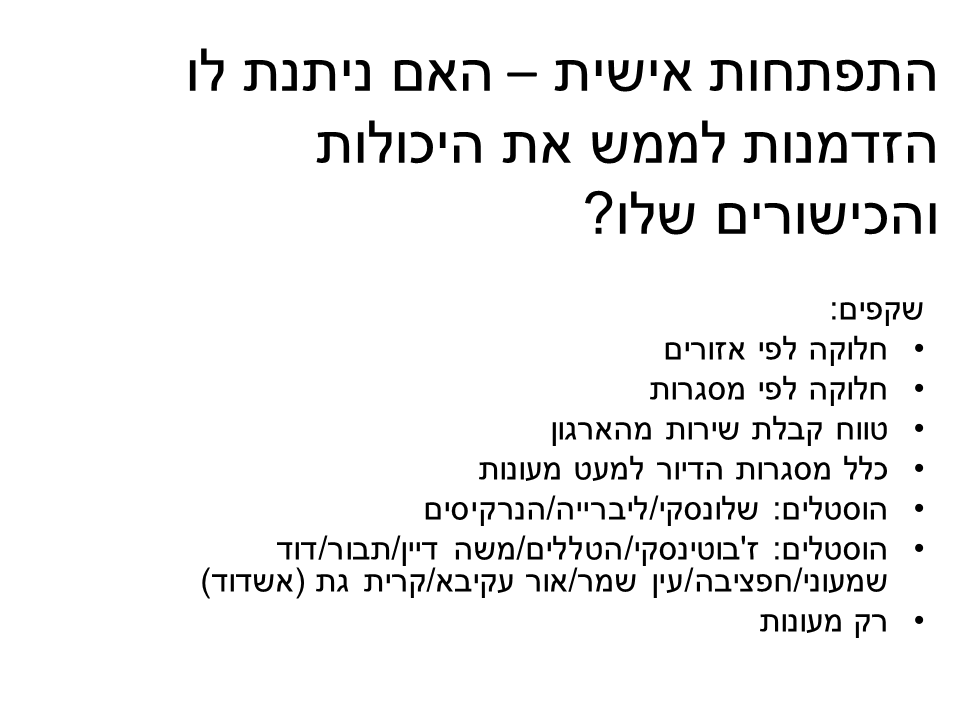 התפתחות אישית – האם ניתנת לו
הזדמנות לממש את היכולות
והכישורים שלו?
שקפים:
• חלוקה לפי אזורים
• חלוקה לפי מסגרות
• טווח קבלת שירות מהארגון
• כלל מסגרות הדיור למעט מעונות
• הוסטלים: שלונסקי/ליברייה/הנרקיסים
• הוסטלים: ז'בוטינסקי/הטללים/משה דיין/תבור/דוד
שמעוני/חפציבה/עין שמר/אור עקיבא/קרית גת (אשדוד)
• רק מעונות